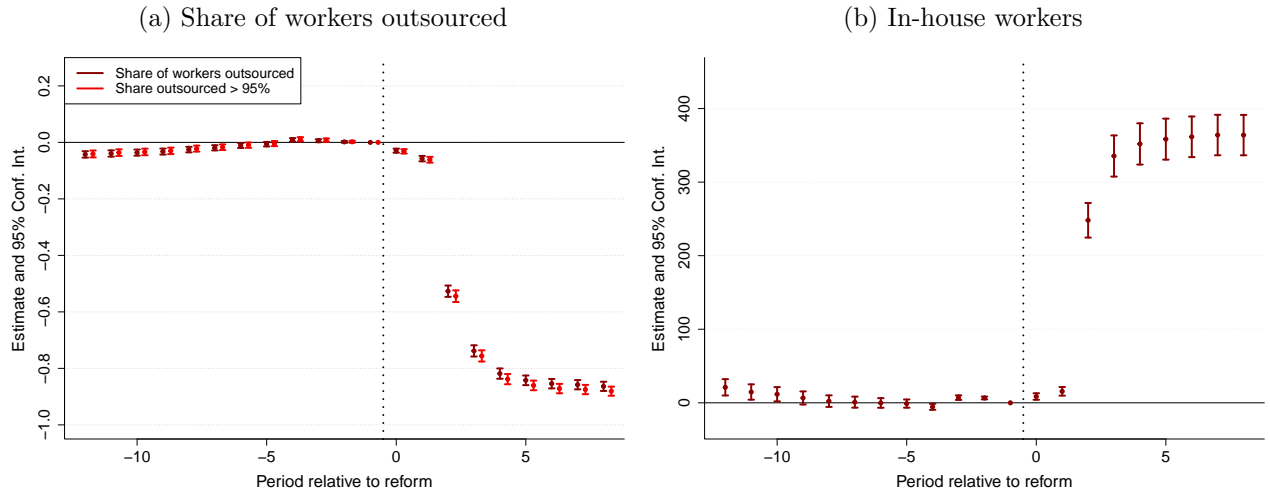 (a) Share of workers outsourced
Share of workers outsourced
Share outsourced > 95%
Estimate and 95% Conf. Int.
0.2
0.0
−0.2
−0.4
−0.6
−0.8
−1.0
−10
−5
0
5
Period relative to reform
(b) In-house workers
Estimate and 95% Conf. Int.
400
300
200
100
0
−10
−5
0
5
Period relative to reform